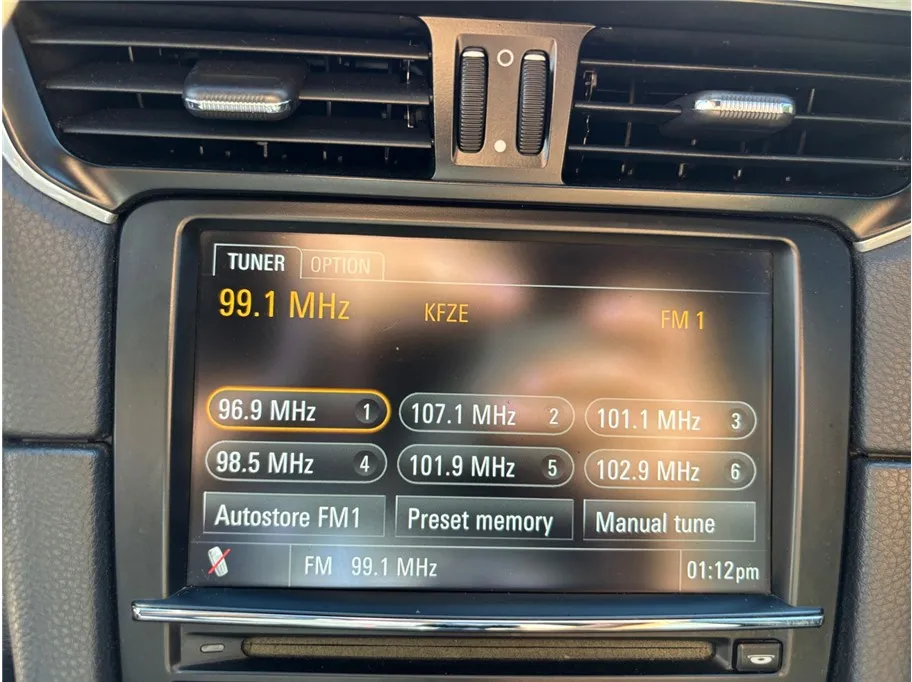 TUNER OPTION
99.1 MHz KFZE FM 1
96.9 MHz 1 107.1 MHz 2 101.1 MHz 3
98.5 MHz 4 101.9 MHz 5 102.9 MHz 6
Autostore FM1 Preset memory Manual tune
FM 99.1 MHz 01:12pm